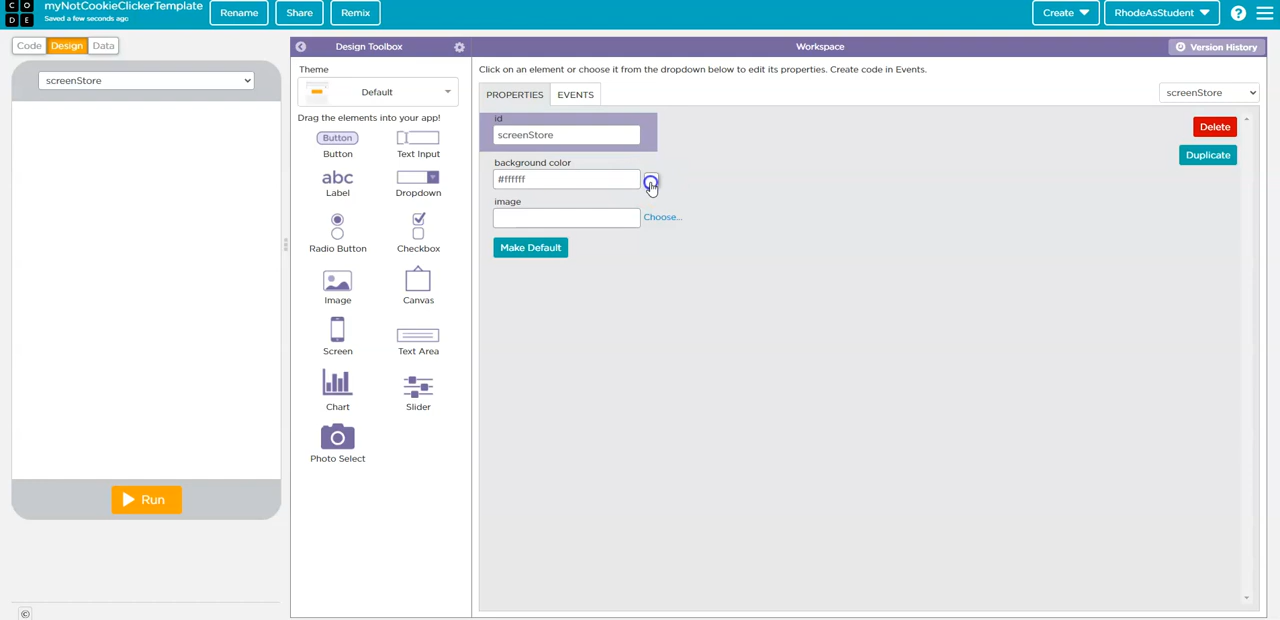 CO
DE
myNotCookieClickerTemplate
Saved a few seconds ago
Rename
Share
Remix
Create
RhodeAsStudent
?
Code
Design
Data
Design Toolbox
Workspace
Version History
screenStore
Theme
Default
Drag the elements into your app!
Button
Button
Text Input
abc
Label
Dropdown
Radio Button
Checkbox
Image
Canvas
Screen
Text Area
Chart
Slider
Photo Select
Click on an element or choose it from the dropdown below to edit its properties. Create code in Events.
PROPERTIES
EVENTS
screenStore
id
screenStore
Delete
background color
Duplicate
#ffffff
image
Choose...
Make Default
Run
©